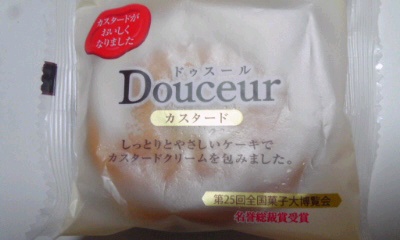 カスタードが
おいしく
なりました
ドゥスール
Douceur
カスタード
しっとりとやさしいケーキで
カスタードクリームを包みました。
第25回全国菓子大博覧会
名誉総裁賞受賞